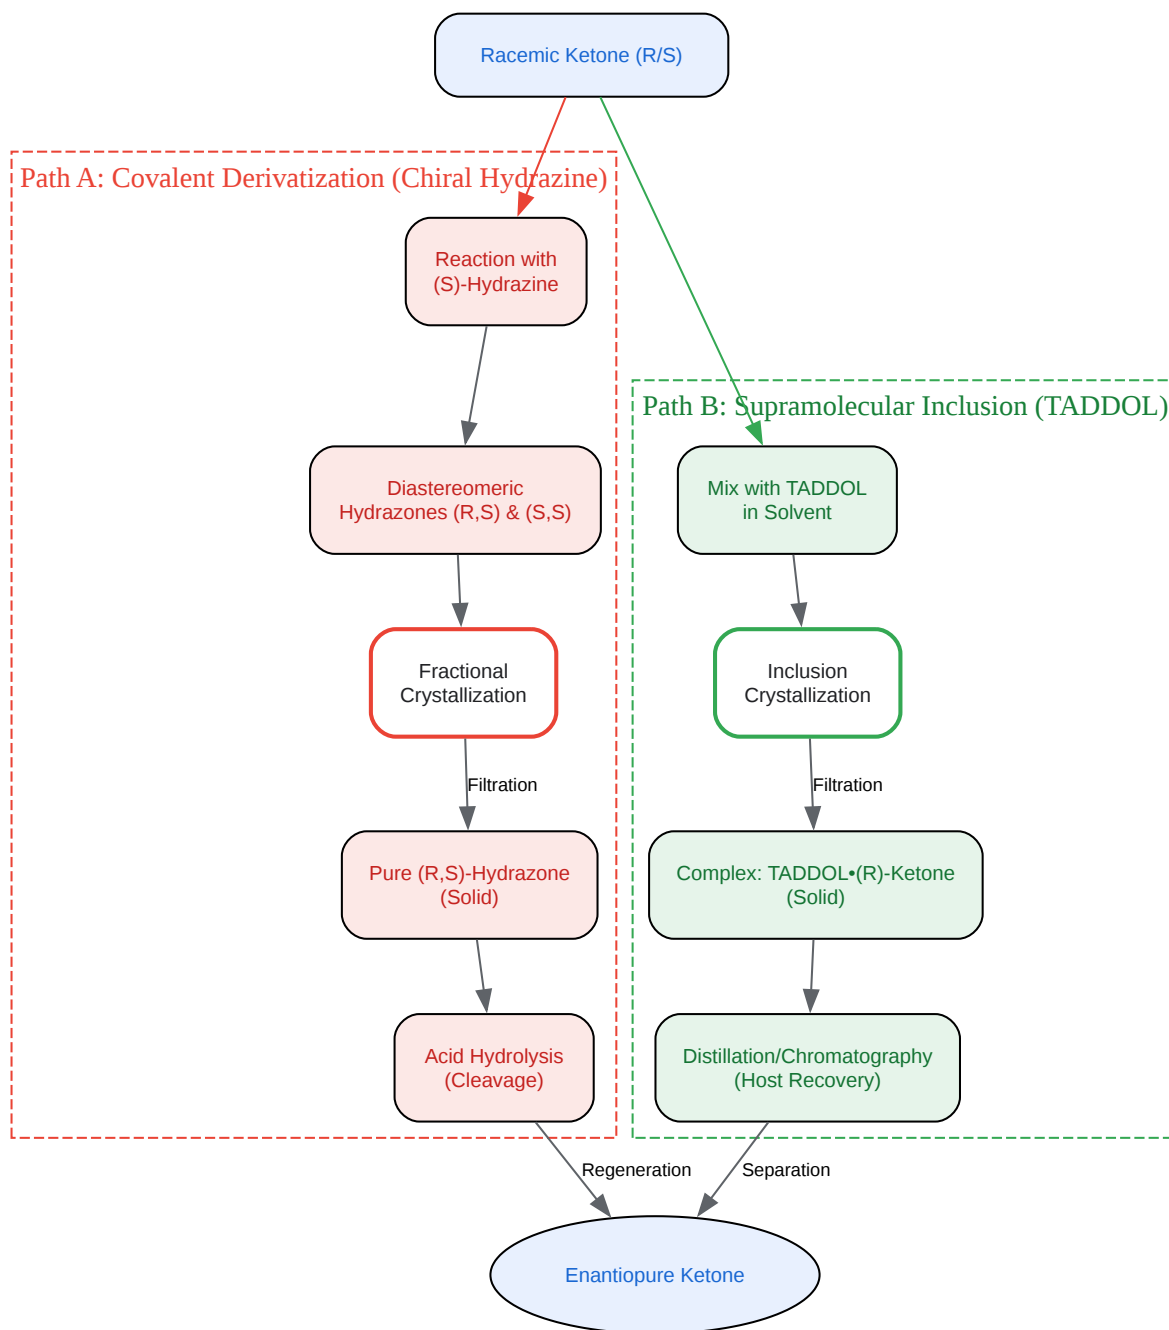 Racemic Ketone (R/S)
Path A: Covalent Derivatization (Chiral Hydrazine)
Reaction with
(S)-Hydrazine
Diastereomeric
Hydrazones (R,S) & (S,S)
Fractional
Crystallization
Filtration
Pure (R,S)-Hydrazone
(Solid)
Acid Hydrolysis
(Cleavage)
Regeneration
Path B: Supramolecular Inclusion (TADDOL)
Mix with TADDOL
in Solvent
Inclusion
Crystallization
Filtration
Complex: TADDOL•(R)-Ketone
(Solid)
Distillation/Chromatography
(Host Recovery)
Separation
Enantiopure Ketone